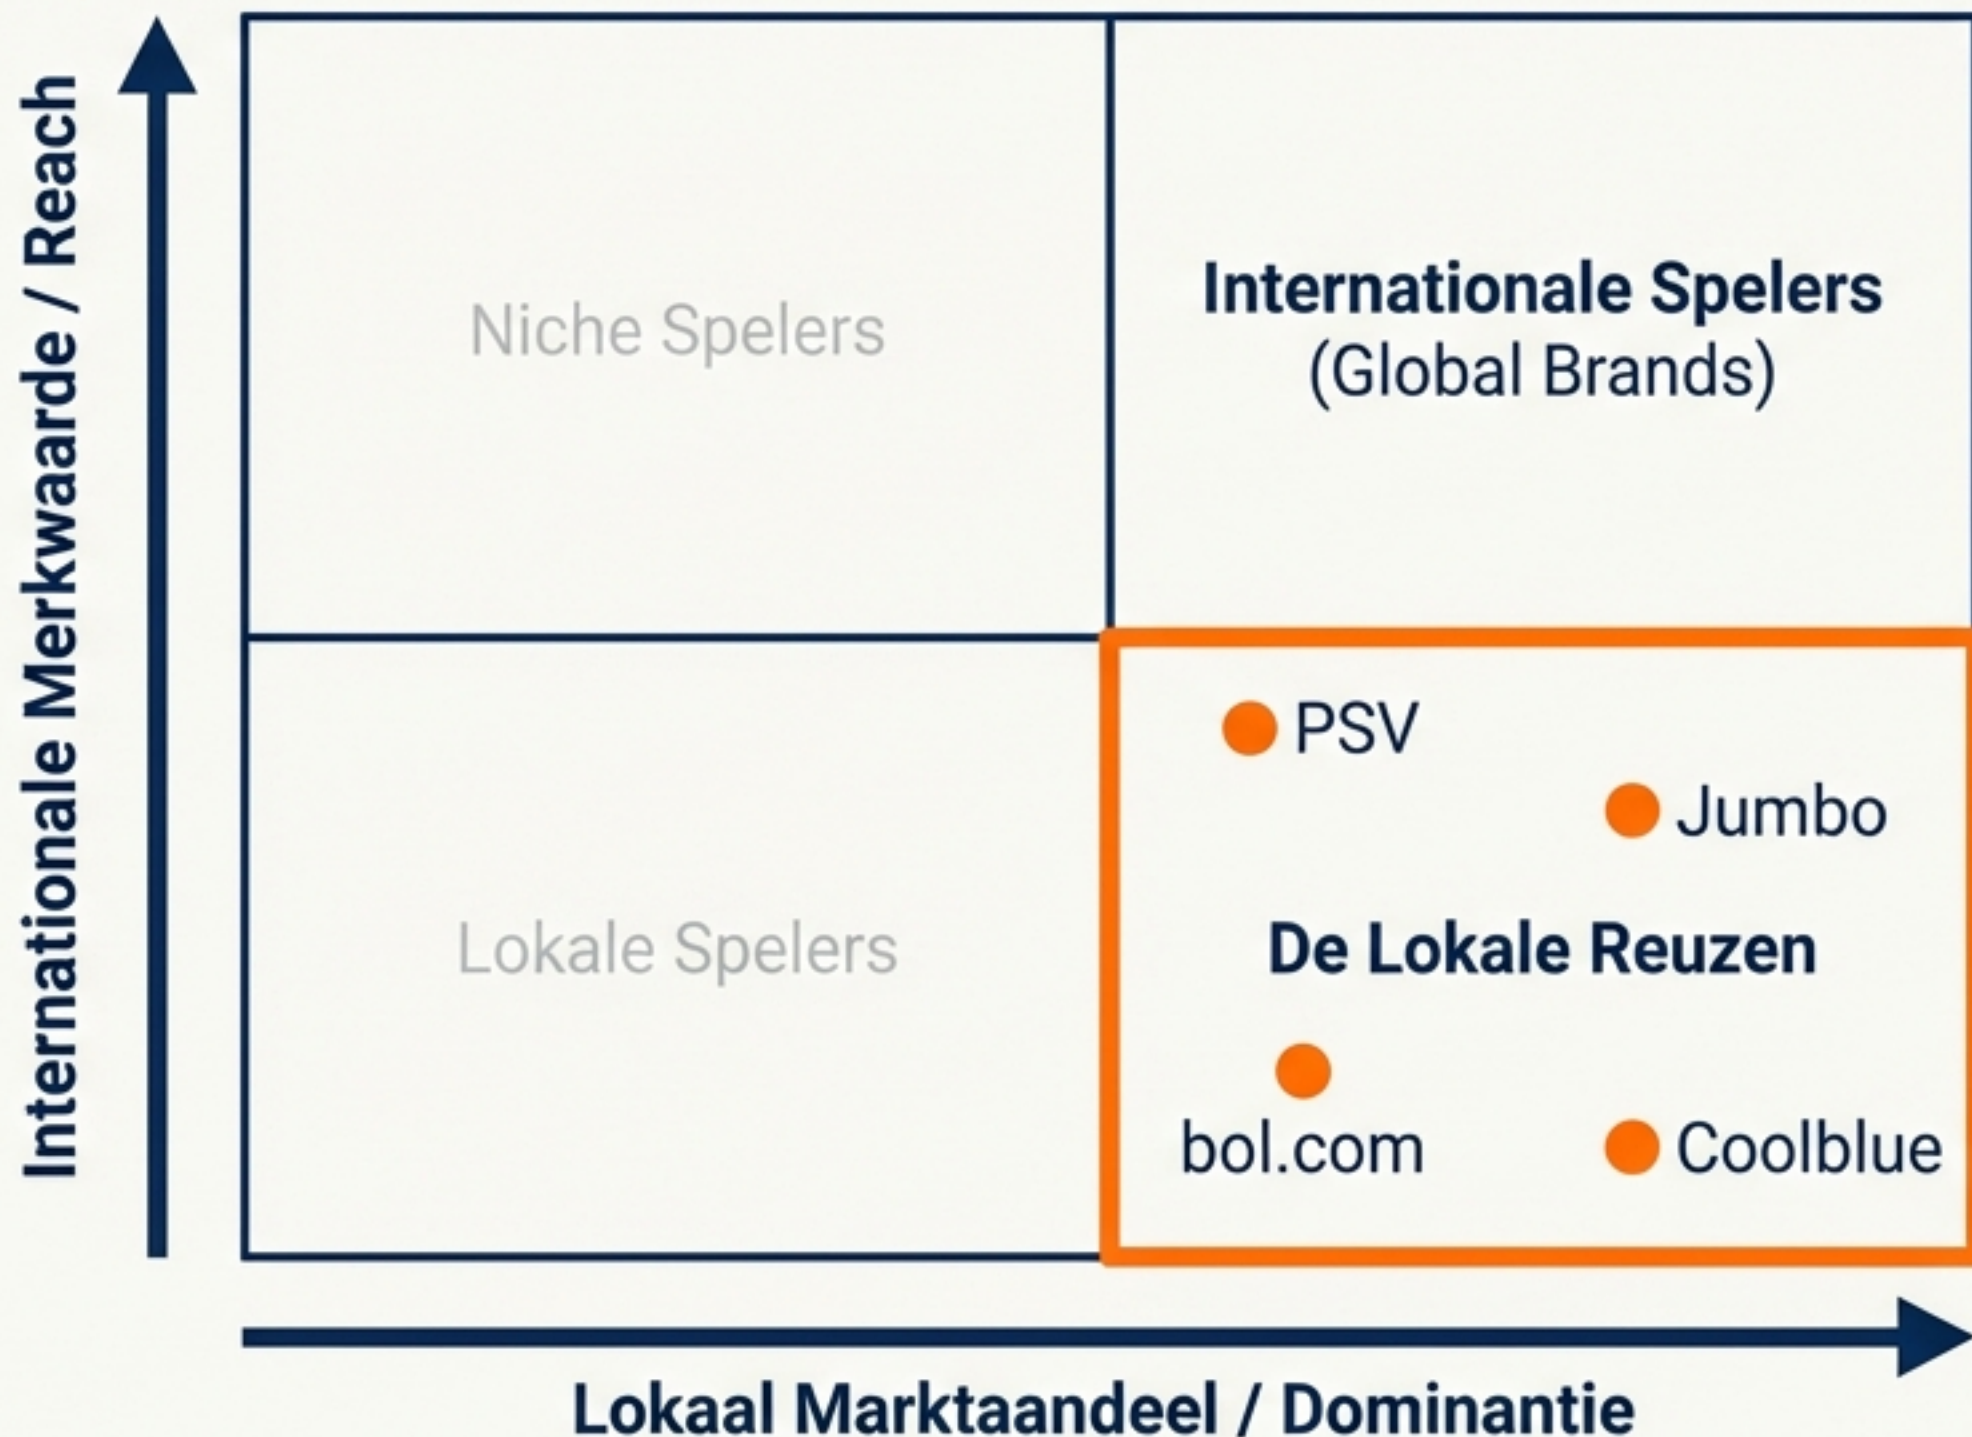 Internationale Merkwaarde / Reach
Niche Spelers
Internationale Spelers
(Global Brands)
Lokale Spelers
PSV
Jumbo
De Lokale Reuzen
bol.com
Coolblue
Lokaal Marktaandeel / Dominantie